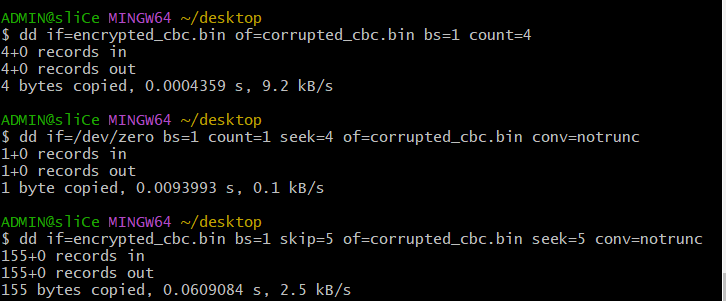 ADMIN@sliCe MINGW64 ~/desktop
$ dd if=encrypted_cbc.bin of=corrupted_cbc.bin bs=1 count=4
4+0 records in
4+0 records out
4 bytes copied, 0.0004359 s, 9.2 kB/s
ADMIN@sliCe MINGW64 ~/desktop
$ dd if=/dev/zero bs=1 count=1 seek=4 of=corrupted_cbc.bin conv=notrunc
1+0 records in
1+0 records out
1 byte copied, 0.0093993 s, 0.1 kB/s
ADMIN@sliCe MINGW64 ~/desktop
$ dd if=encrypted_cbc.bin bs=1 skip=5 of=corrupted_cbc.bin seek=5 conv=notrunc
155+0 records in
155+0 records out
155 bytes copied, 0.0609084 s, 2.5 kB/s